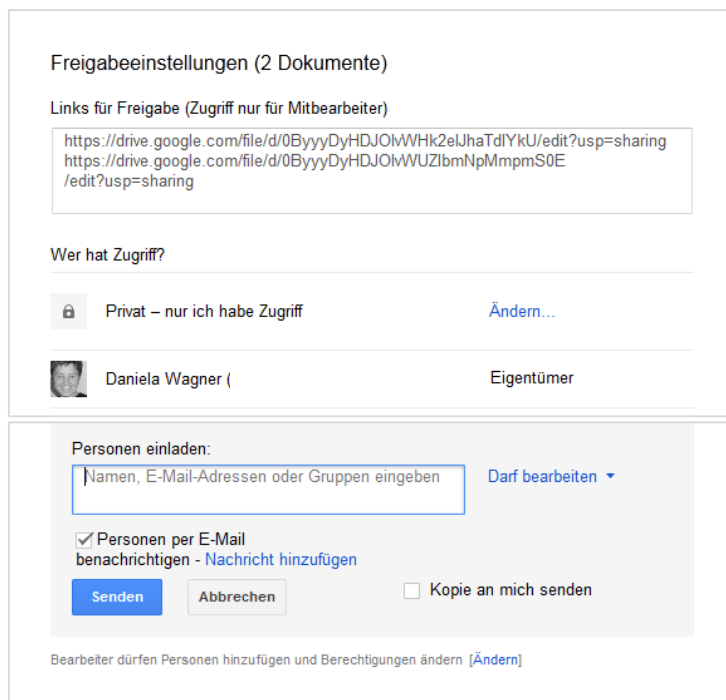 Freigabeeinstellungen (2 Dokumente)
Links für Freigabe (Zugriff nur für Mitbearbeiter)
https://drive.google.com/file/d/0ByyyDyHDJOlvWHk2elJhaTdlYkU/edit?usp=sharing
https://drive.google.com/file/d/0ByyyDyHDJOlvWUZlbmNpMmpmS0E
/edit?usp=sharing
Wer hat Zugriff?
Privat – nur ich habe Zugriff Ändern…
Daniela Wagner ( Eigentümer
Personen einladen:
Namen, E-Mail-Adressen oder Gruppen eingeben Darf bearbeiten
Personen per E-Mail
benachrichtigen - Nachricht hinzufügen
Senden Abbrechen Kopie an mich senden
Bearbeiter dürfen Personen hinzufügen und Berechtigungen ändern [Ändern]